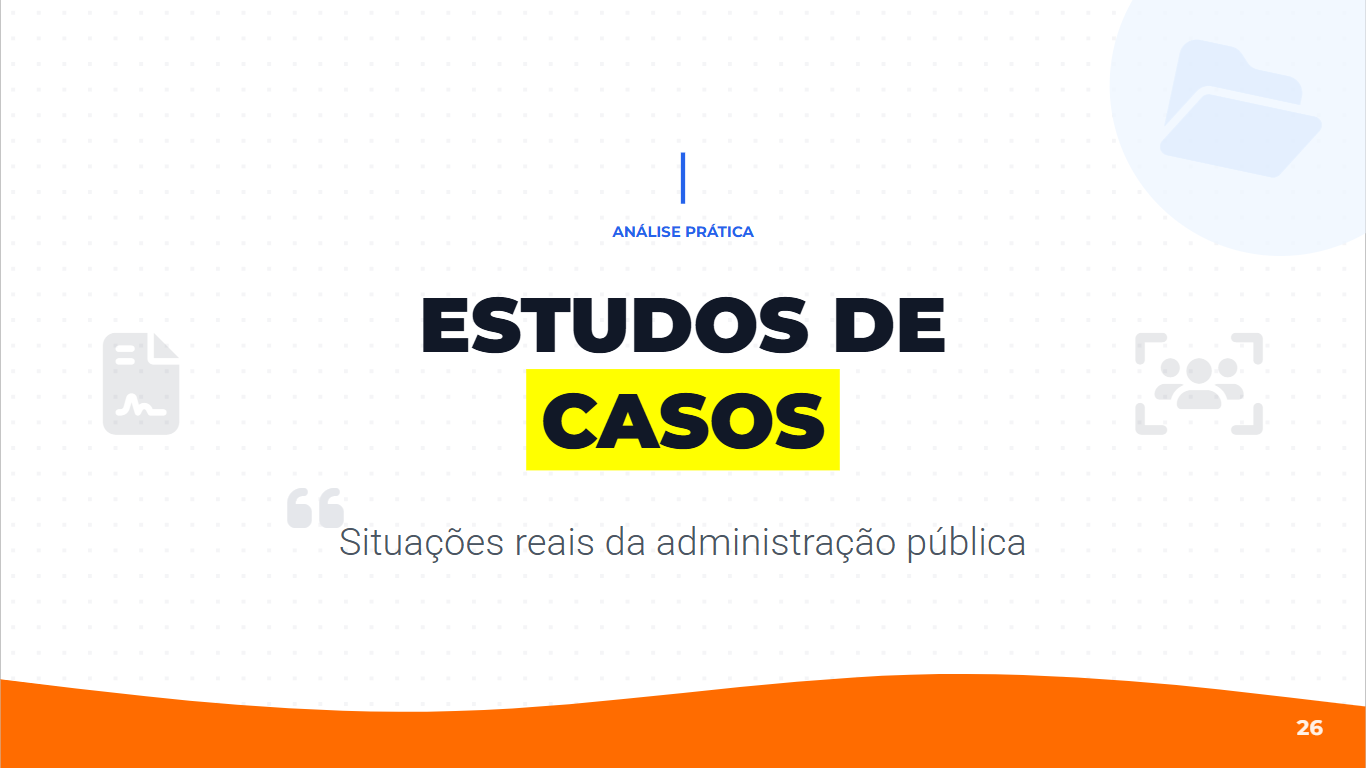 ANÁLISE PRÁTICA
ESTUDOS DE
CASOS
“
Situações reais da administração pública
26